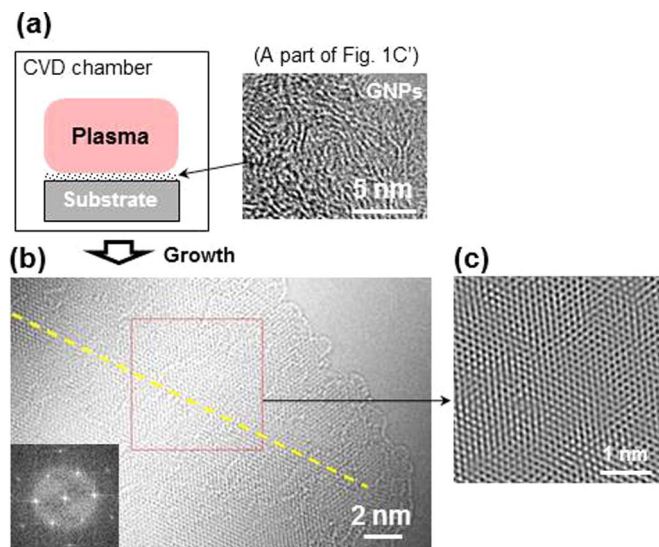 (a)
CVD chamber
Plasma
Substrate
(A part of Fig. 1C’)
GNPs
5 nm
Growth
(b)
2 nm
(c)
1 nm